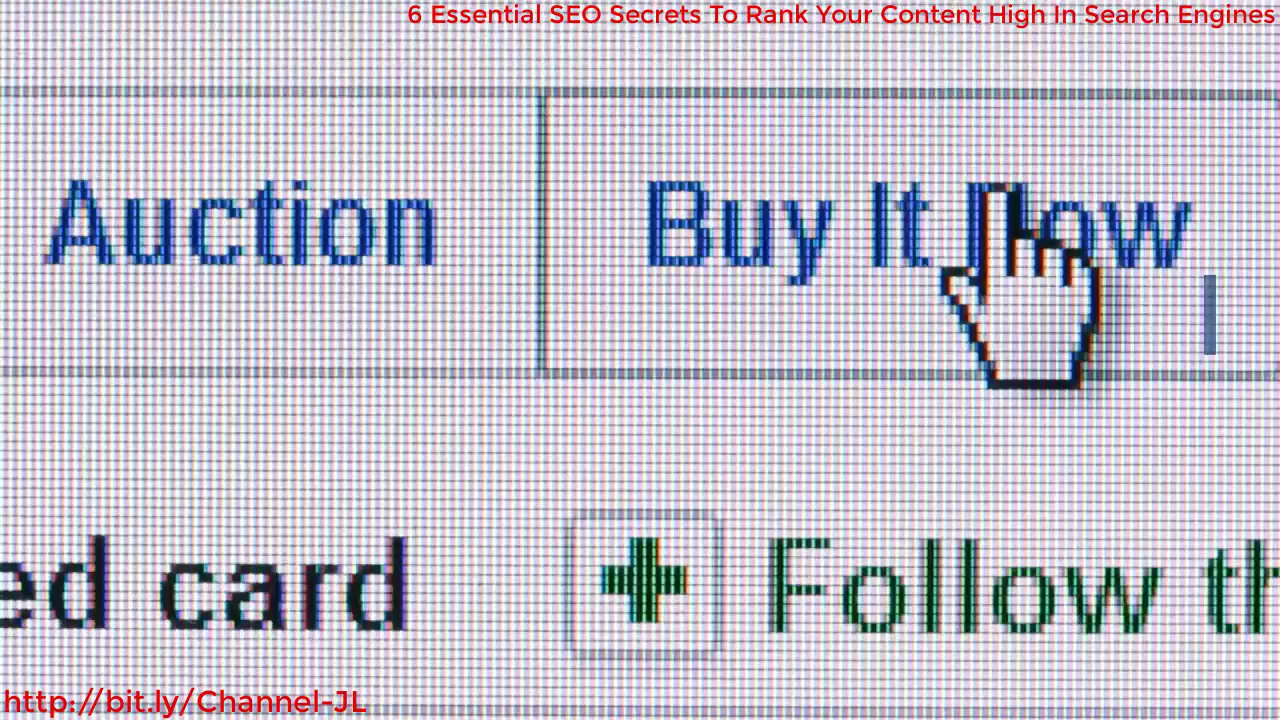 6 Essential SEO Secrets To Rank Your Content High In Search Engines
Auction Buy It Now
ed card Follow th
http://bit.ly/Channel-JL